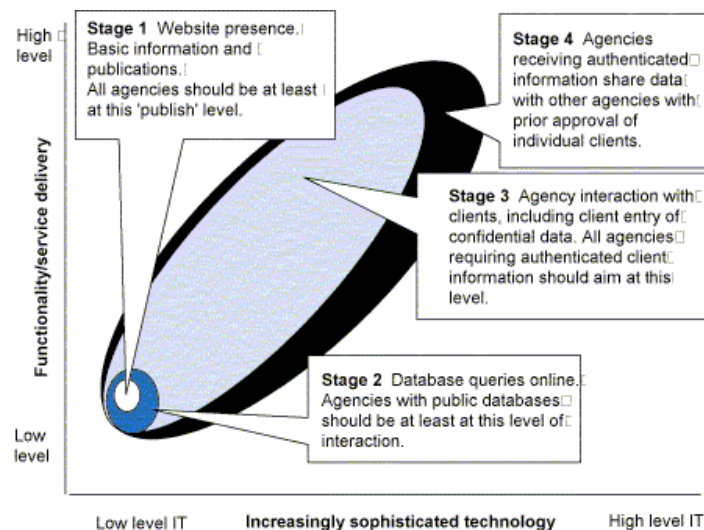 High
level
Stage 1 Website presence.
Basic information and
publications.
All agencies should be at least
at this 'publish' level.
Stage 4 Agencies
receiving authenticated
information share data
with other agencies with
prior approval of
individual clients.
Stage 3 Agency interaction with
clients, including client entry of
confidential data. All agencies
requiring authenticated client
information should aim at this
level.
Functionality/service delivery
Stage 2 Database queries online.
Agencies with public databases
should be at least at this level of
interaction.
Low
level
Low level IT
Increasingly sophisticated technology
High level IT